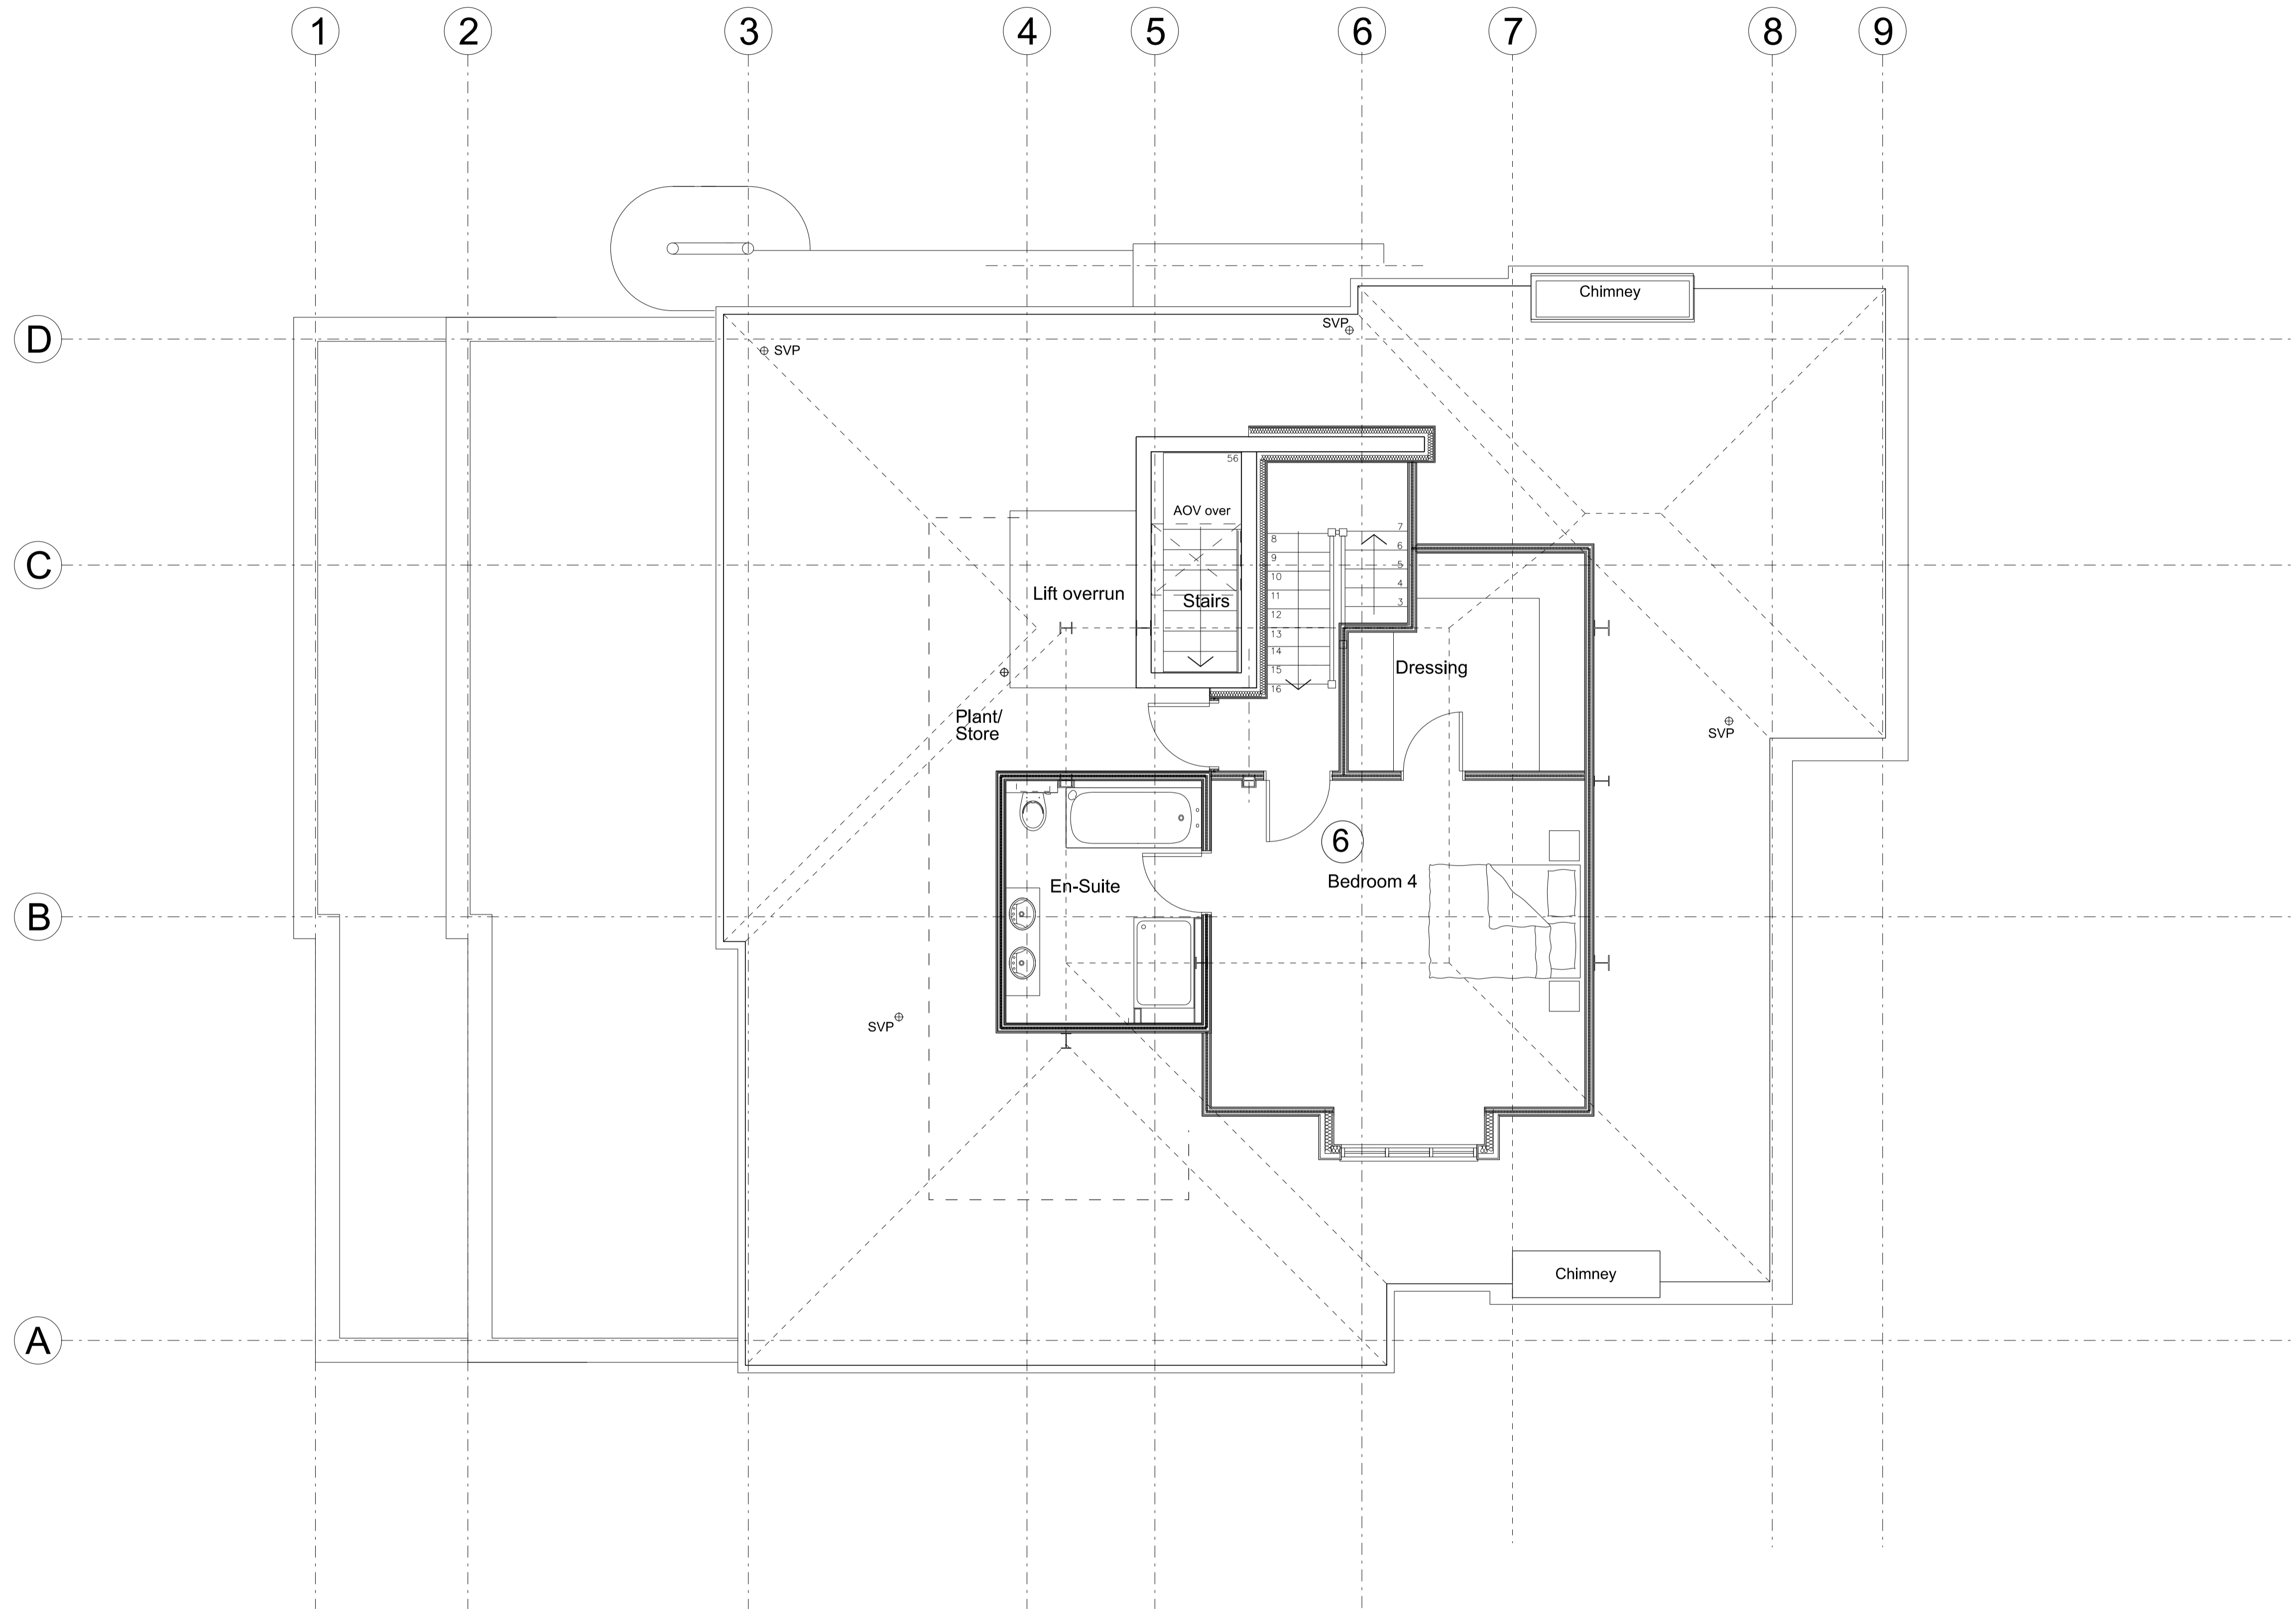 1 2 3 4 5 6 7 8 9
Chimney
SVP
D
SVP
56
AOV over
7
8
6
9
C
5
10
4
Lift overrun
11
Stairs
3
12
13
14
Dressing
15
16
Plant/
Store
SVP
6
Bedroom 4
En-Suite
B
SVP
Chimney
A